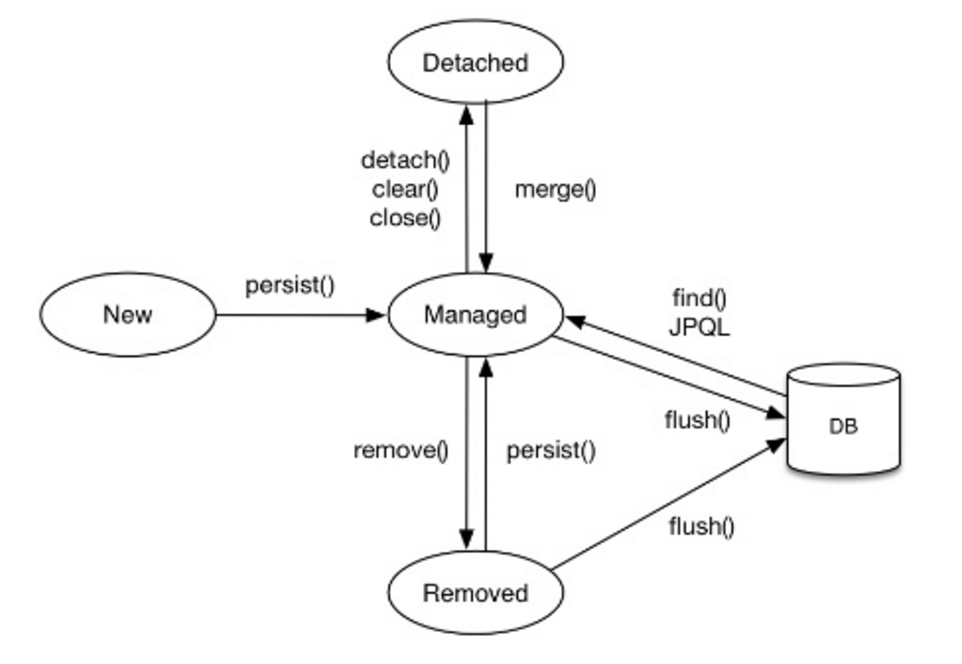 Detached
detach()
clear()
close()
merge()
New
persist()
Managed
find()
JPQL
flush()
DB
remove()
persist()
flush()
Removed